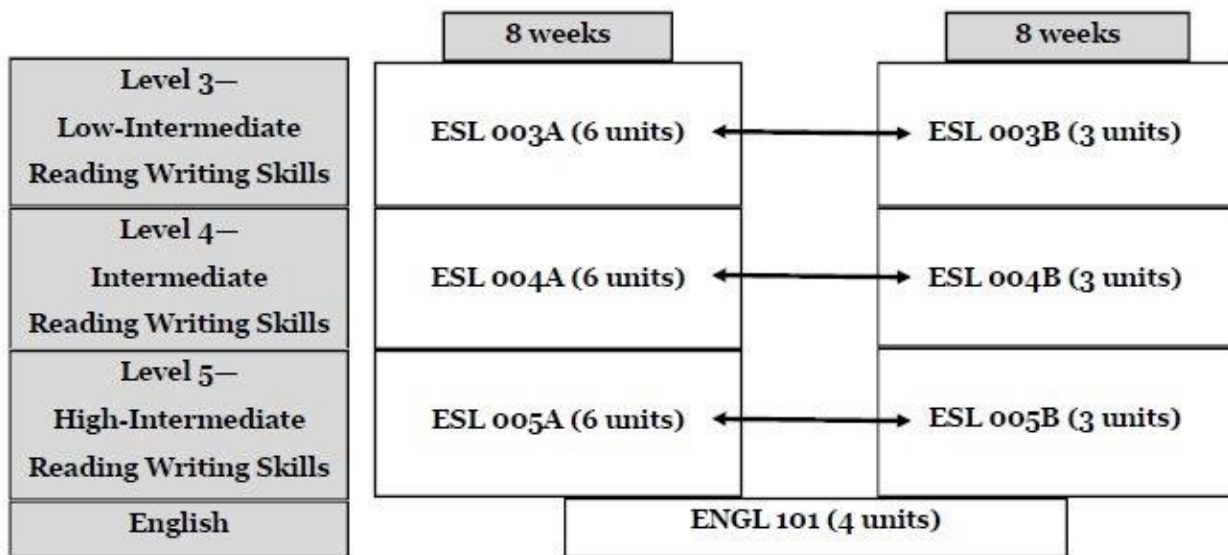 8 weeks
8 weeks
Level 3—
Low-Intermediate
Reading Writing Skills
ESL 003A (6 units)
ESL 003B (3 units)
Level 4—
Intermediate
Reading Writing Skills
ESL 004A (6 units)
ESL 004B (3 units)
Level 5—
High-Intermediate
Reading Writing Skills
ESL 005A (6 units)
ESL 005B (3 units)
English
ENGL 101 (4 units)